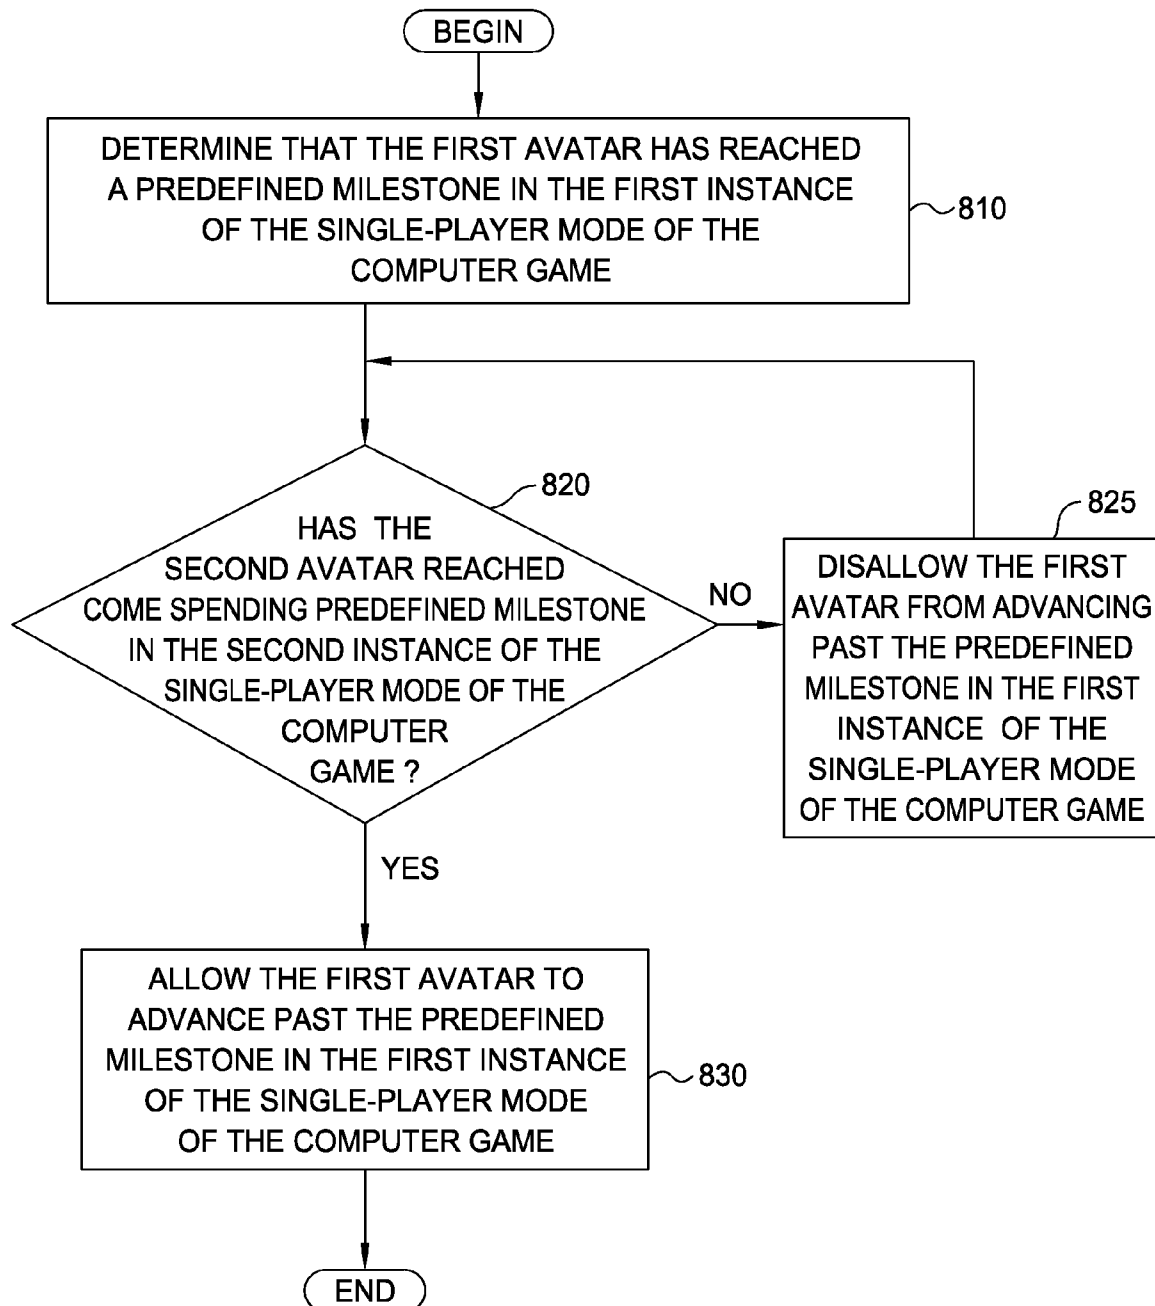 BEGIN
DETERMINE THAT THE FIRST AVATAR HAS REACHED
A PREDEFINED MILESTONE IN THE FIRST INSTANCE
OF THE SINGLE-PLAYER MODE OF THE
COMPUTER GAME
810
820
HAS THE
SECOND AVATAR REACHED
COME SPENDING PREDEFINED MILESTONE
IN THE SECOND INSTANCE OF THE
SINGLE-PLAYER MODE OF THE
COMPUTER
GAME ?
NO
825
DISALLOW THE FIRST
AVATAR FROM ADVANCING
PAST THE PREDEFINED
MILESTONE IN THE FIRST
INSTANCE OF THE
SINGLE-PLAYER MODE
OF THE COMPUTER GAME
YES
ALLOW THE FIRST AVATAR TO
ADVANCE PAST THE PREDEFINED
MILESTONE IN THE FIRST INSTANCE
OF THE SINGLE-PLAYER MODE
OF THE COMPUTER GAME
830
END